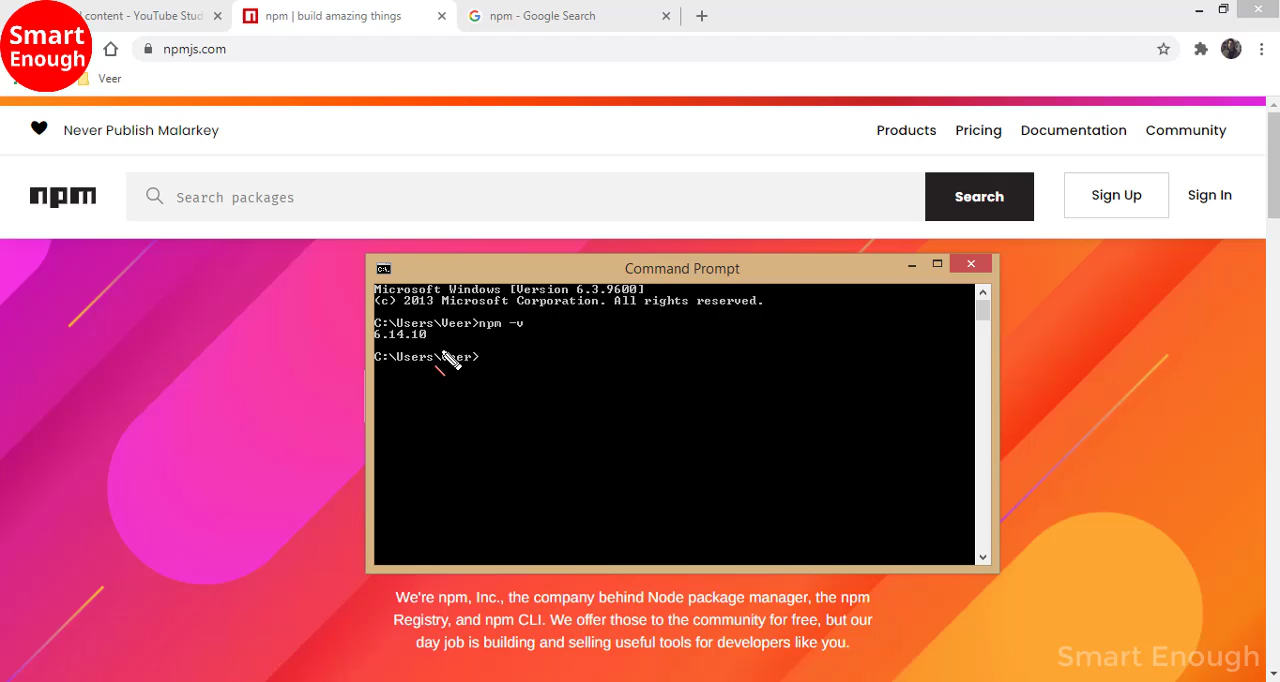 Smart
Enough
content - YouTube Stud
npm | build amazing things
npm - Google Search
npmjs.com
Veer
Never Publish Malarkey
Products
Pricing
Documentation
Community
npm
Search packages
Search
Sign Up
Sign In
Command Prompt
Microsoft Windows [Version 6.3.9600]
(c) 2013 Microsoft Corporation. All rights reserved.
C:\Users\Veer>npm -v
6.14.10
C:\Users\Veer>
We're npm, Inc., the company behind Node package manager, the npm
Registry, and npm CLI. We offer those to the community for free, but our
day job is building and selling useful tools for developers like you.
Smart Enough